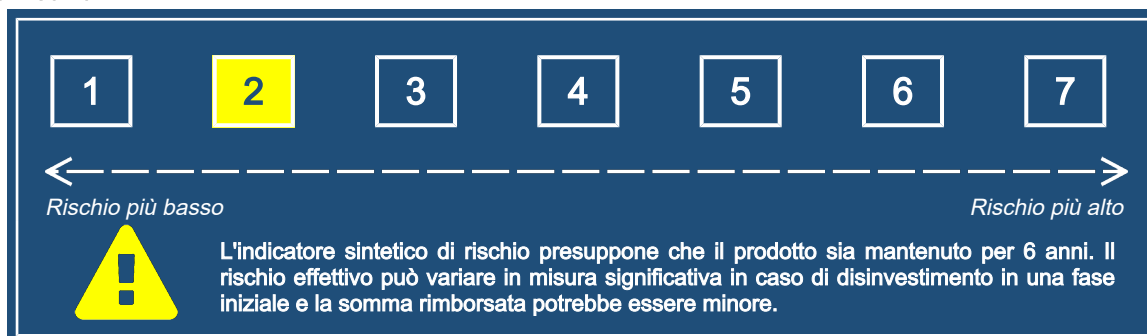 1 2 3 4 5 6 7
Rischio più basso Rischio più alto
L'indicatore sintetico di rischio presuppone che il prodotto sia mantenuto per 6 anni. Il
rischio effettivo può variare in misura significativa in caso di disinvestimento in una fase
iniziale e la somma rimborsata potrebbe essere minore.